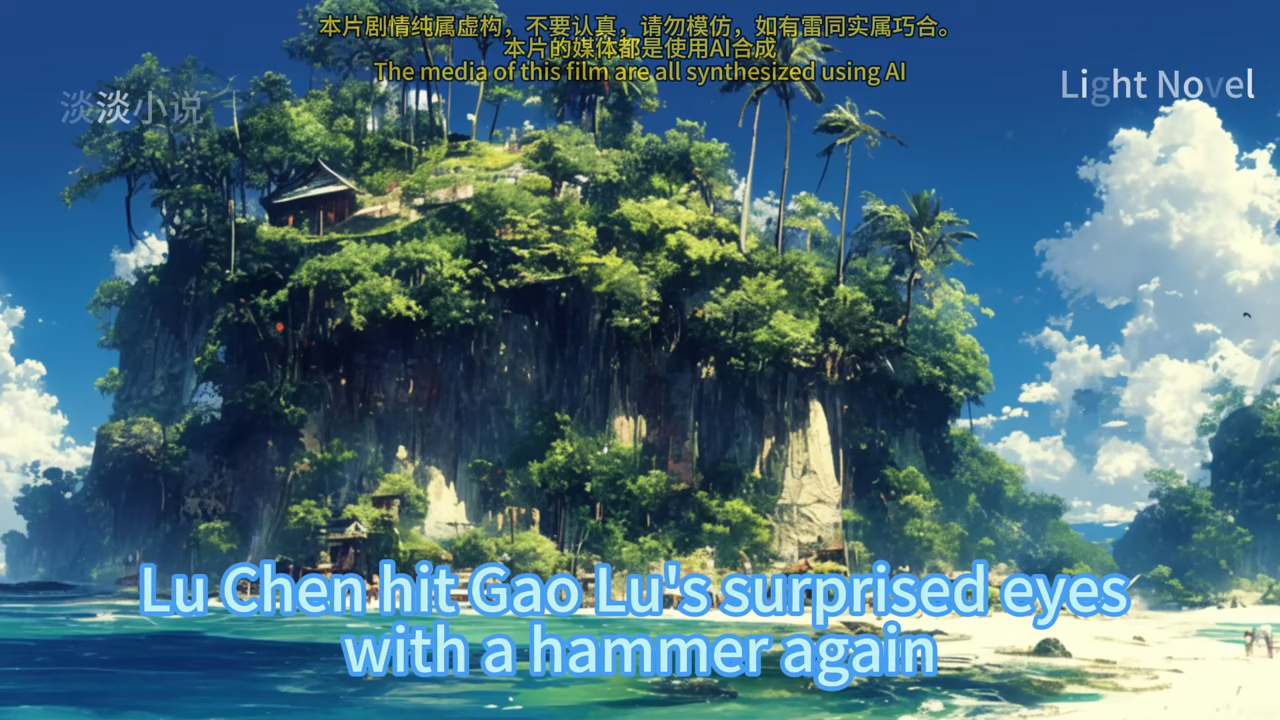 本片剧情纯属虚构，不要认真，请勿模仿，如有雷同实属巧合。
本片的媒体都是使用AI合成
The media of this film are all synthesized using AI
淡淡小说
Light Novel
Lu Chen hit Gao Lu's surprised eyes
with a hammer again